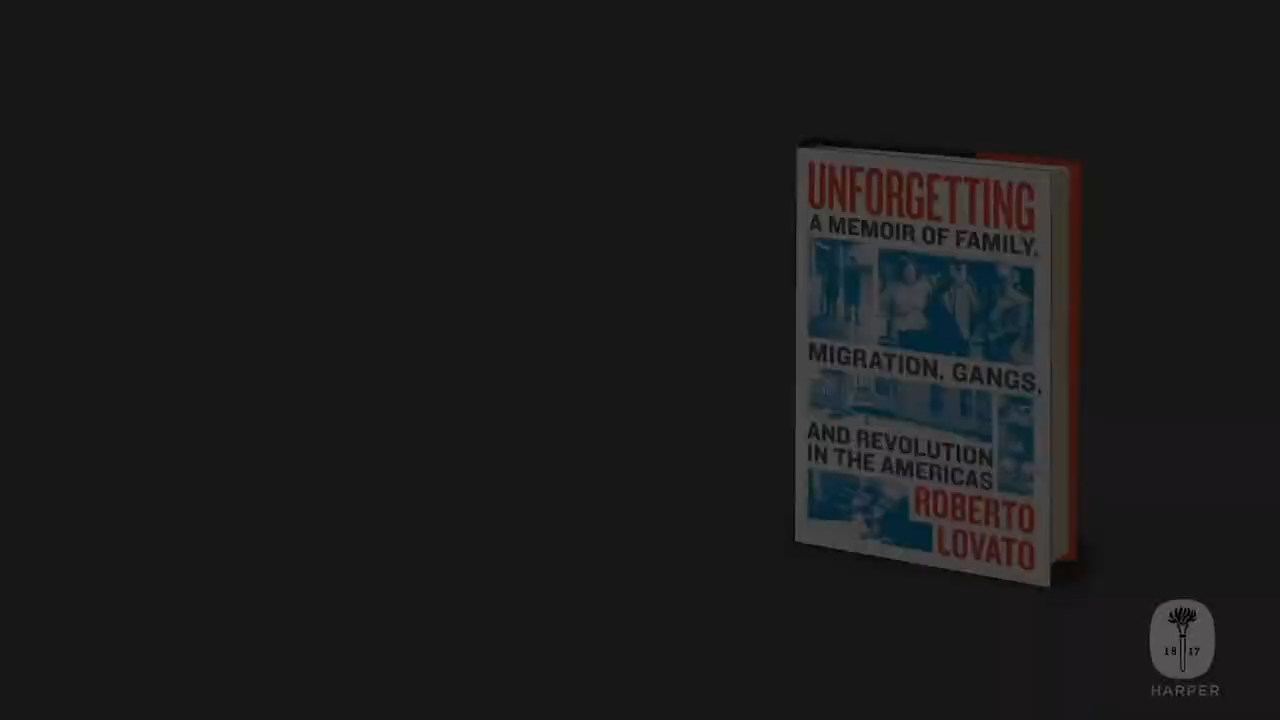 UNFORGETTING
A MEMOIR OF FAMILY,
MIGRATION, GANGS,
AND REVOLUTION
IN THE AMERICAS
ROBERTO
LOVATO
18 17
HARPER